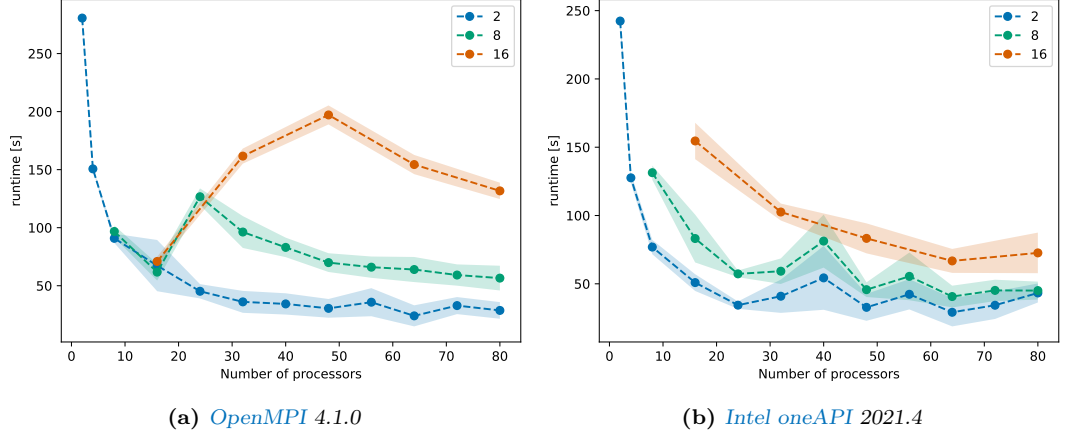 250
200
150
100
50
runtime [s]
2
8
16
0 10 20 30 40 50 60 70 80
Number of processors
(a) OpenMPI 4.1.0
250
200
150
100
50
runtime [s]
2
8
16
0 10 20 30 40 50 60 70 80
Number of processors
(b) Intel oneAPI 2021.4